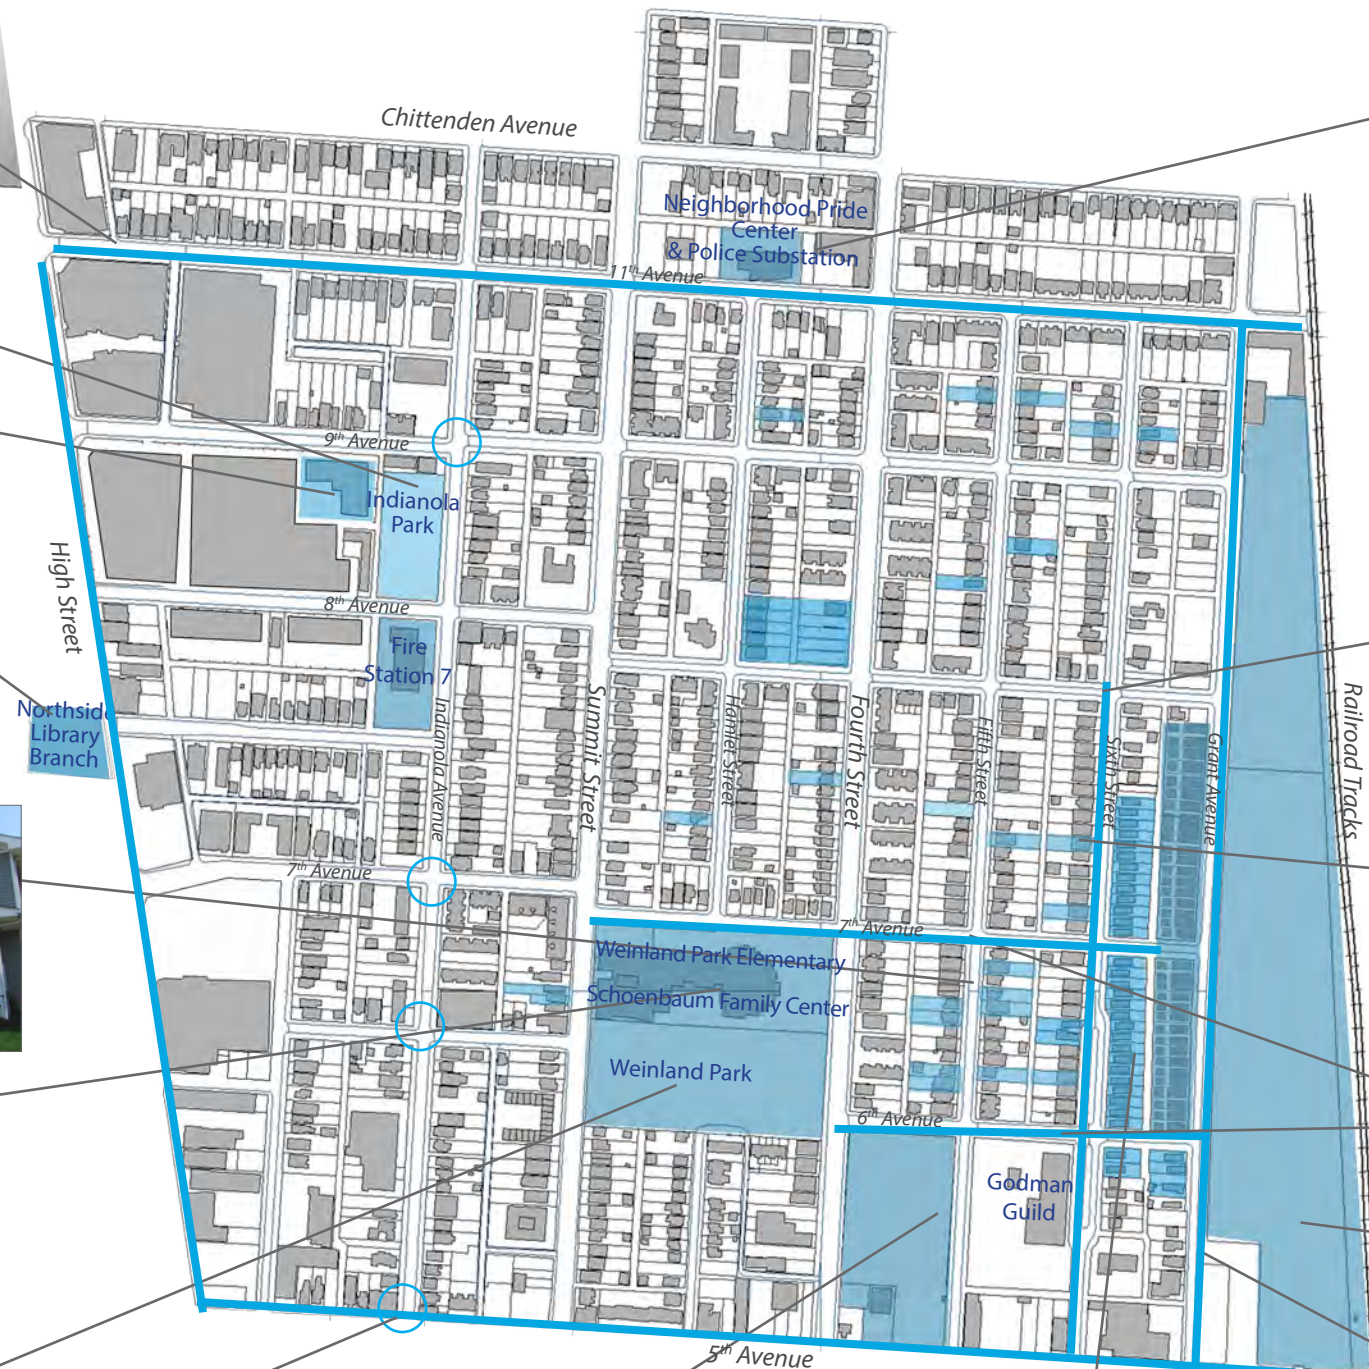 Chittenden Avenue
Neighborhood Pride
Center
& Police Substation
11th Avenue
9th Avenue
Indianola
Park
High Street
8th Avenue
Fire
Station 7
Northside
Library
Branch
Indianola Avenue
Summit Street
Hamlet Street
Fourth Street
Fifth Street
Sixth Street
Grant Avenue
Railroad Tracks
7th Avenue
7th Avenue
Weinland Park Elementary
Schoenbaum Family Center
Weinland Park
6th Avenue
Godman
Guild
5th Avenue